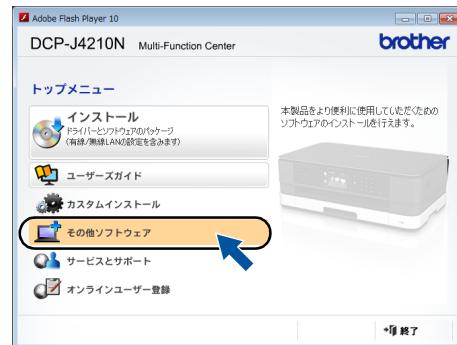 Adobe Flash Player 10
DCP-J4210N Multi-Function Center
brother
トップメニュー
インストール
ドライバーとソフトウェアのパッケージ
(有線/無線LANの設定を含みます)
本製品をより便利に使用していただくための
ソフトウェアのインストールを行えます。
ユーザーズガイド
カスタムインストール
その他ソフトウェア
サービスとサポート
オンラインユーザー登録
終了